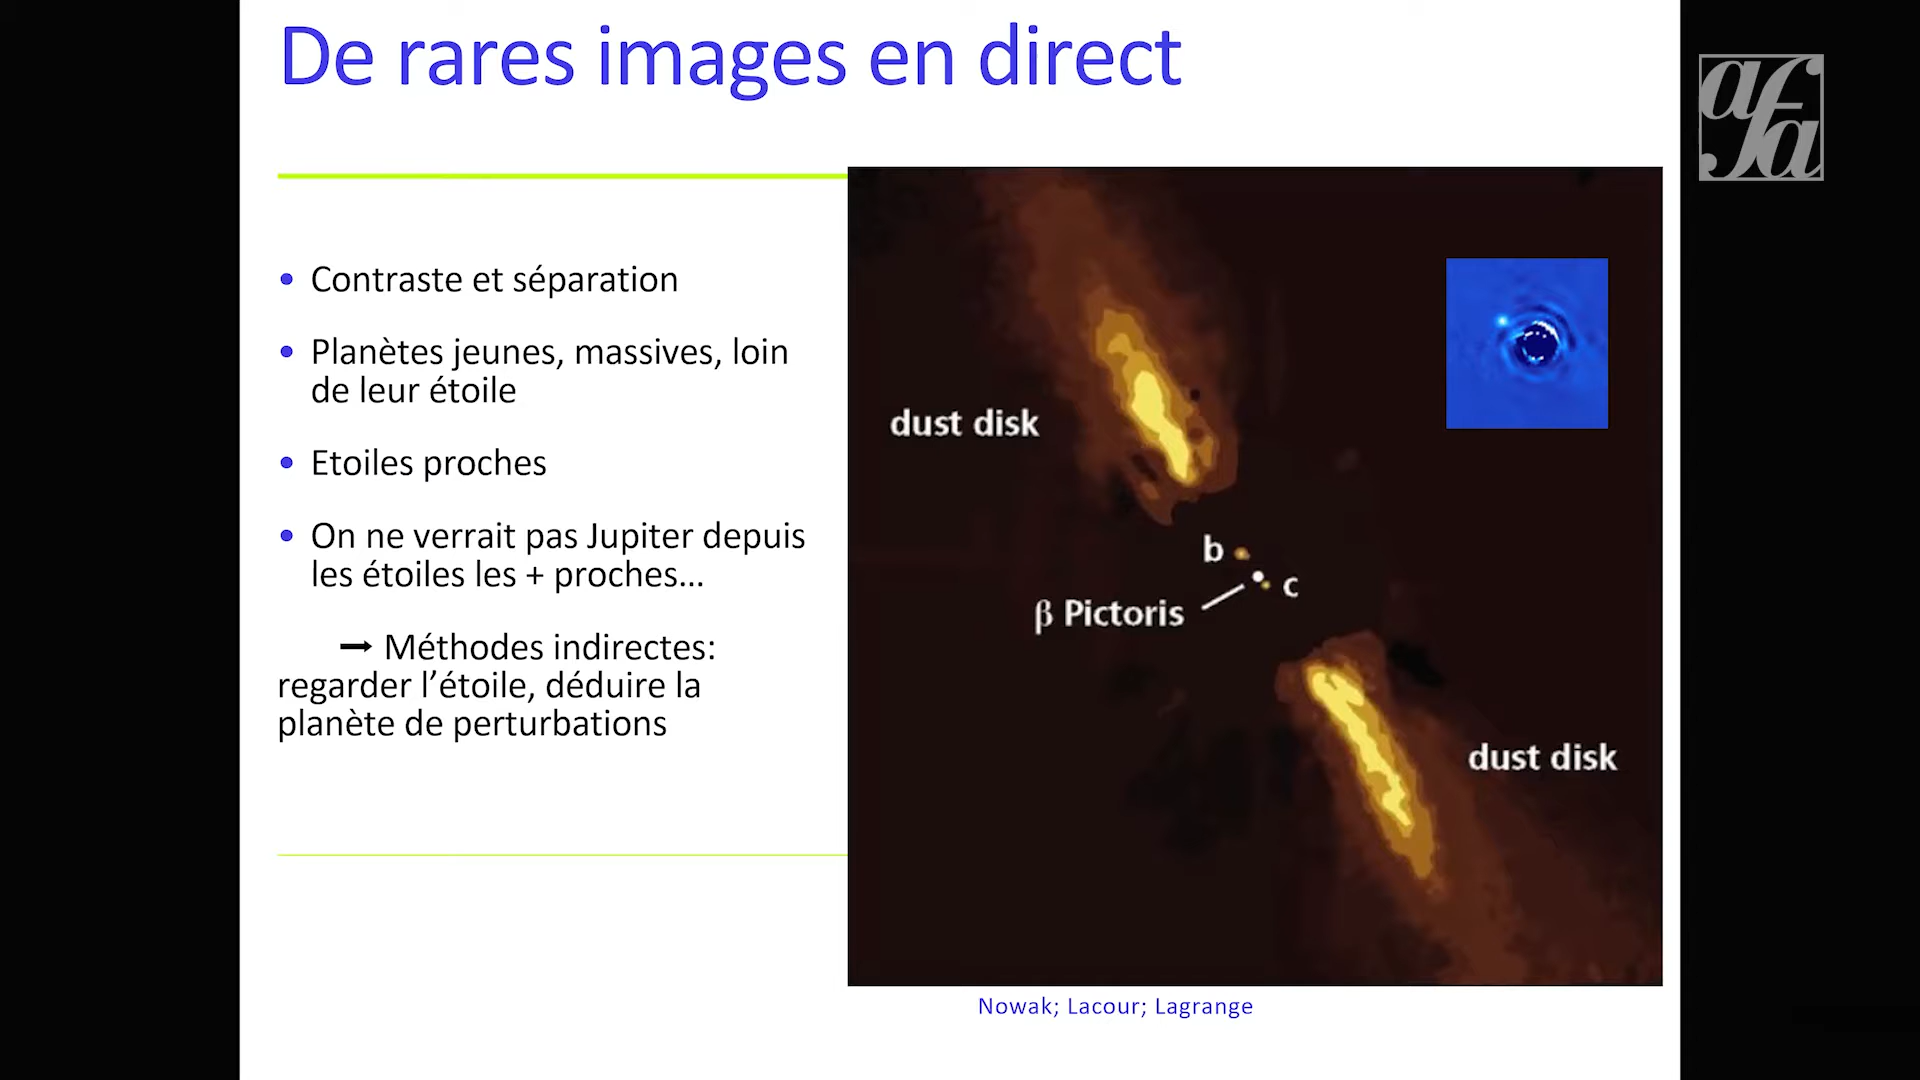 De rares images en direct
afa
• Contraste et séparation
• Planètes jeunes, massives, loin
de leur étoile
• Etoiles proches
• On ne verrait pas Jupiter depuis
les étoiles les + proches...
➞ Méthodes indirectes:
regarder l’étoile, déduire la
planète de perturbations
dust disk
b
c
β Pictoris
dust disk
Nowak; Lacour; Lagrange